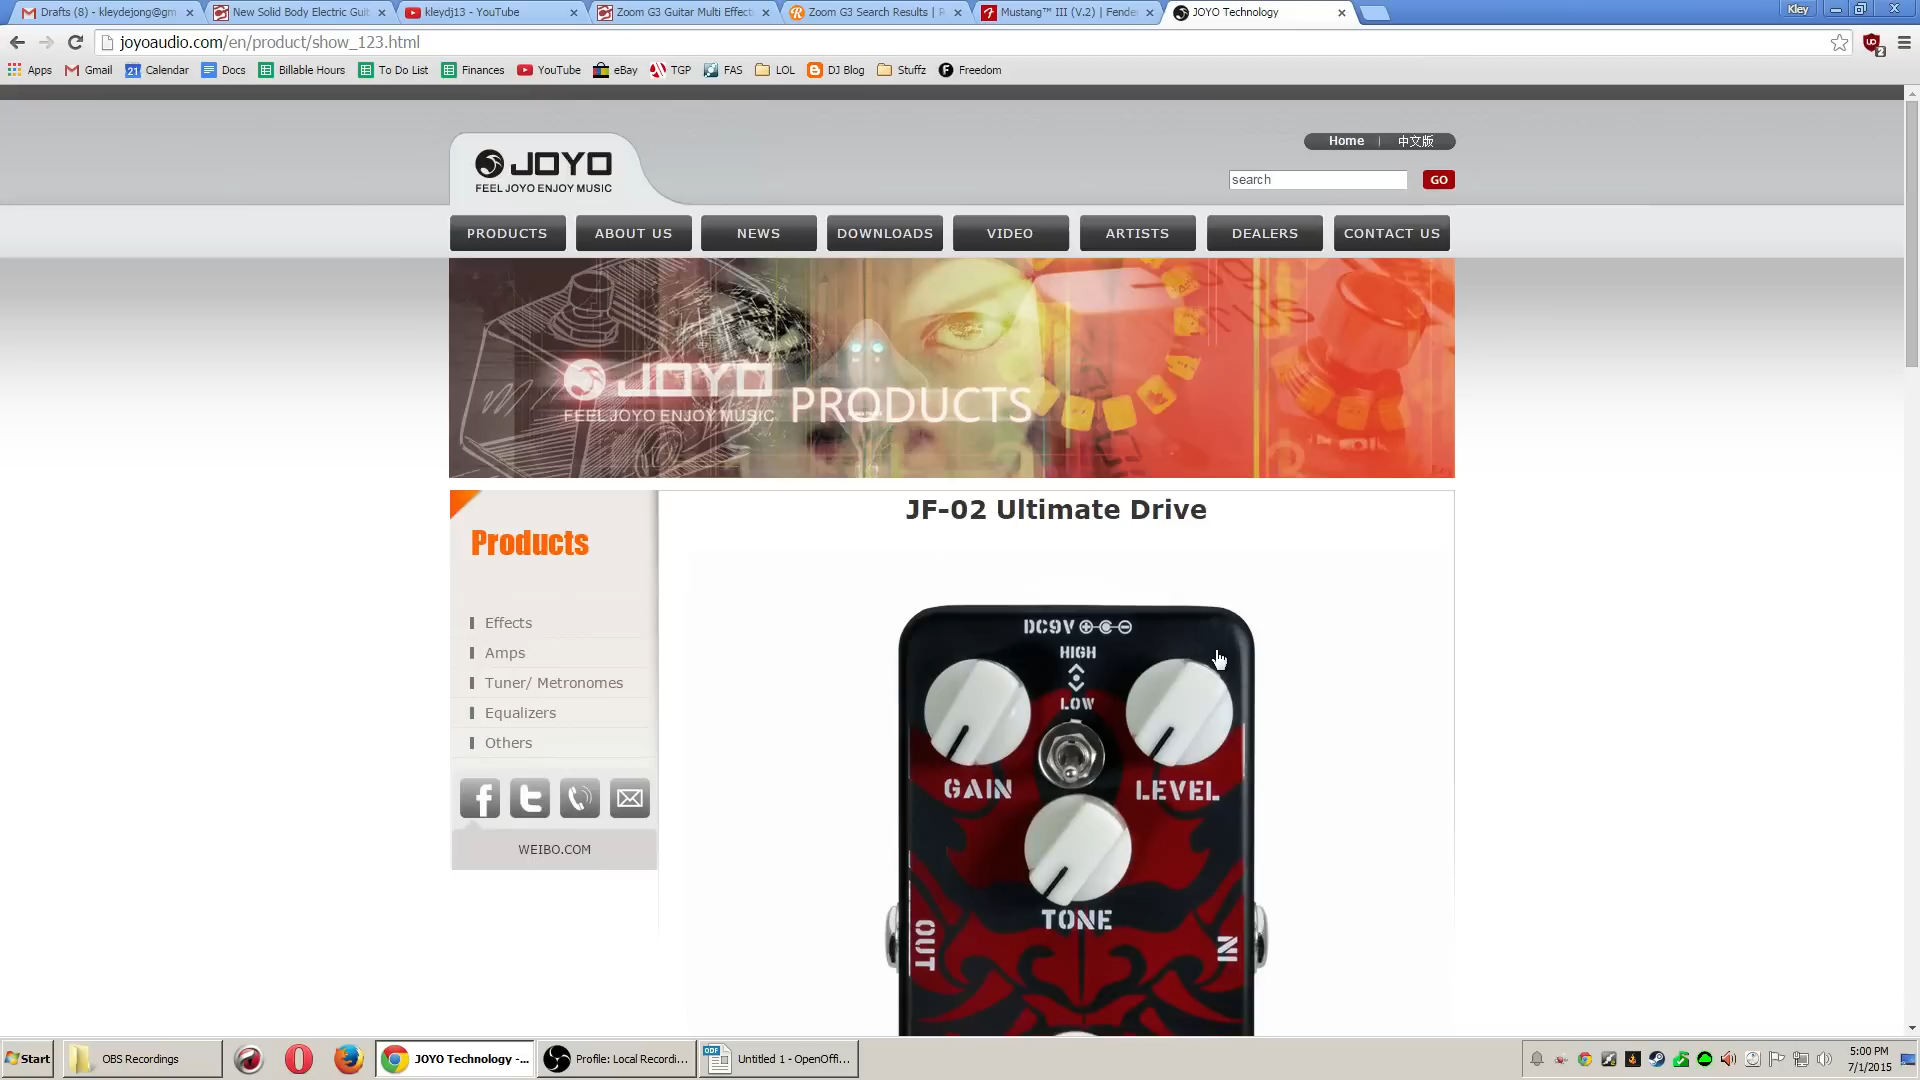 Drafts (8) - kleydejong@gm
New Solid Body Electric Guit
kleydj13 - YouTube
Zoom G3 Guitar Multi Effect
Zoom G3 Search Results | R
Mustang™ III (V.2) | Fende
JOYO Technology
Kley
joyoaudio.com/en/product/show_123.html
2
Apps
Gmail
21
Calendar
Docs
Billable Hours
To Do List
Finances
YouTube
eBay
TGP
FAS
LOL
DJ Blog
Stuffz
Freedom
JOYO
FEEL JOYO ENJOY MUSIC
Home | 中文版
search
GO
PRODUCTS
ABOUT US
NEWS
DOWNLOADS
VIDEO
ARTISTS
DEALERS
CONTACT US
JOYO PRODUCTS
FEEL JOYO ENJOY MUSIC
Products
Effects
Amps
Tuner/ Metronomes
Equalizers
Others
WEIBO.COM
JF-02 Ultimate Drive
DC9V
HIGH
LOW
GAIN
LEVEL
TONE
OUT
IN
Start
OBS Recordings
JOYO Technology -...
Profile: Local Recordi...
Untitled 1 - OpenOffi...
5:00 PM
7/1/2015